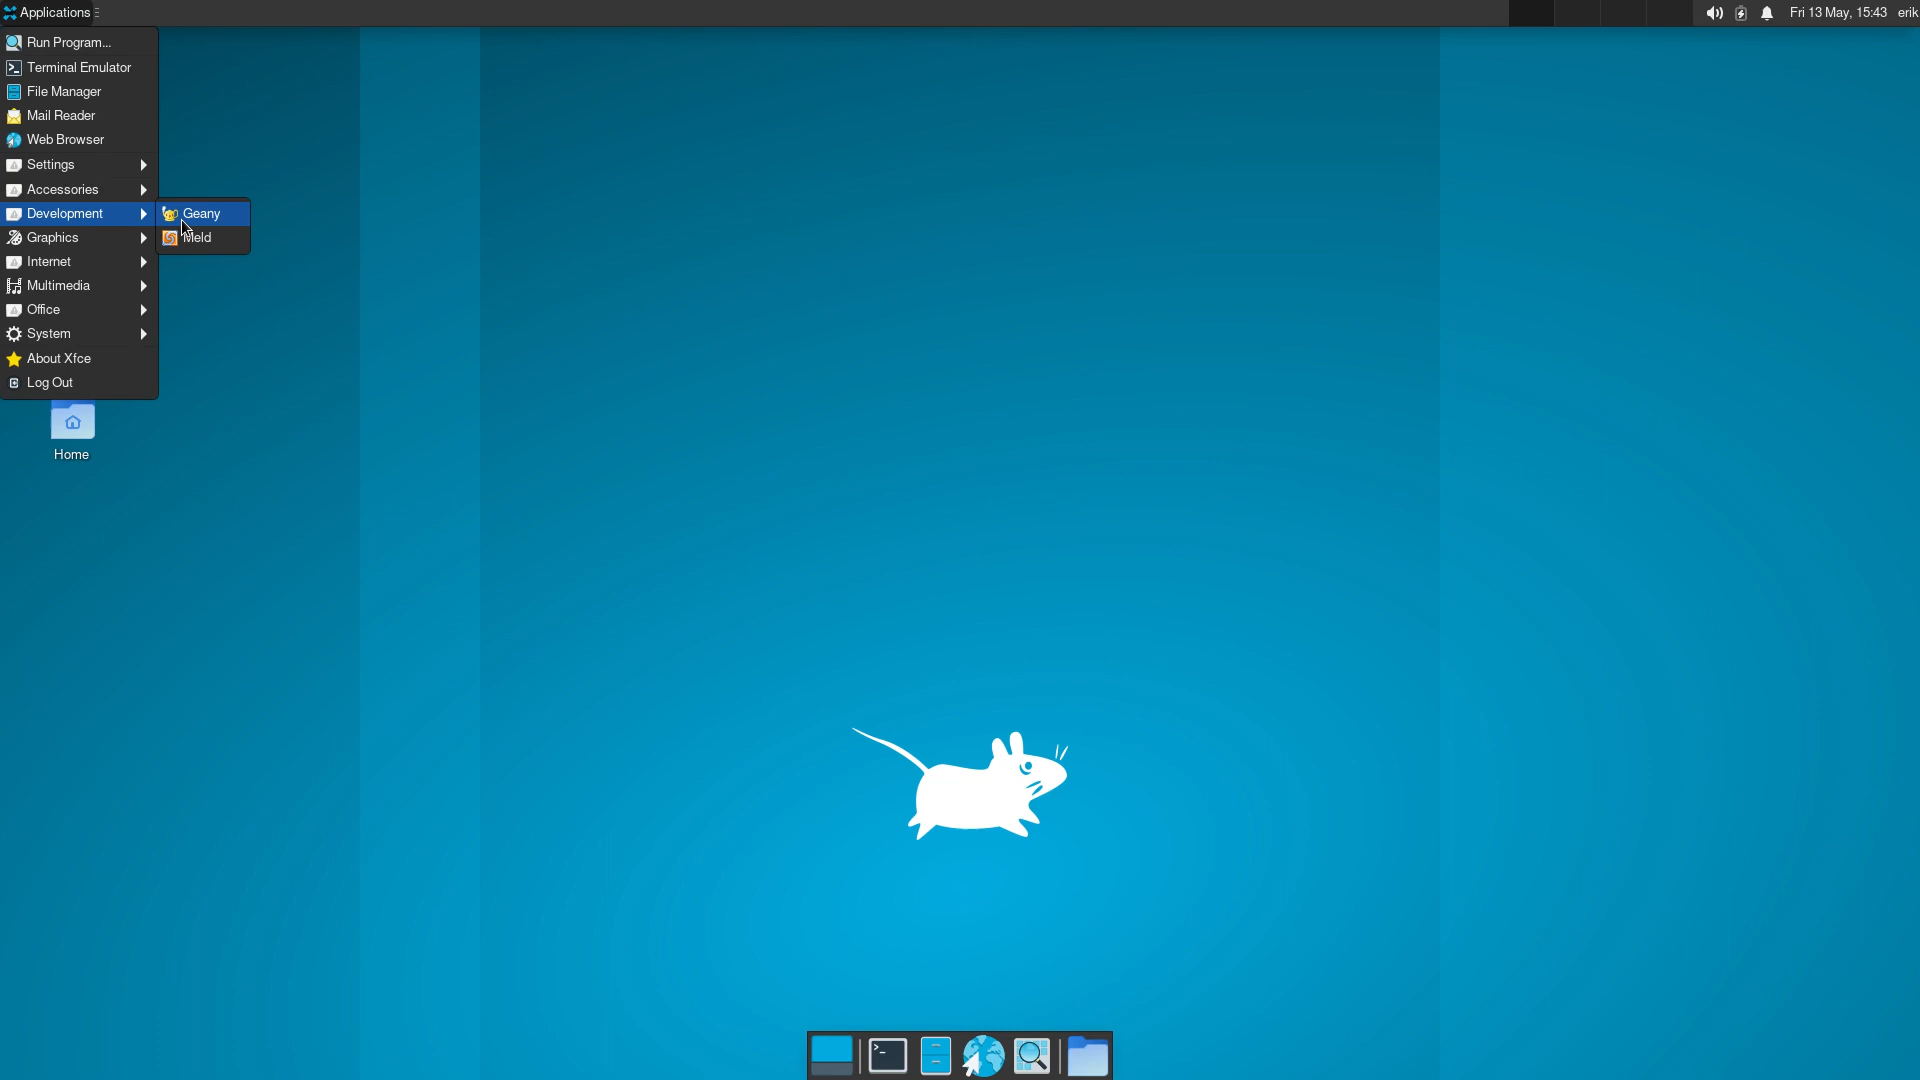 Applications
Fri 13 May, 15:43 erik
Run Program...
Terminal Emulator
File Manager
Mail Reader
Web Browser
Settings
Accessories
Development
Geany
Graphics
Meld
Internet
Multimedia
Office
System
About Xfce
Log Out
Home